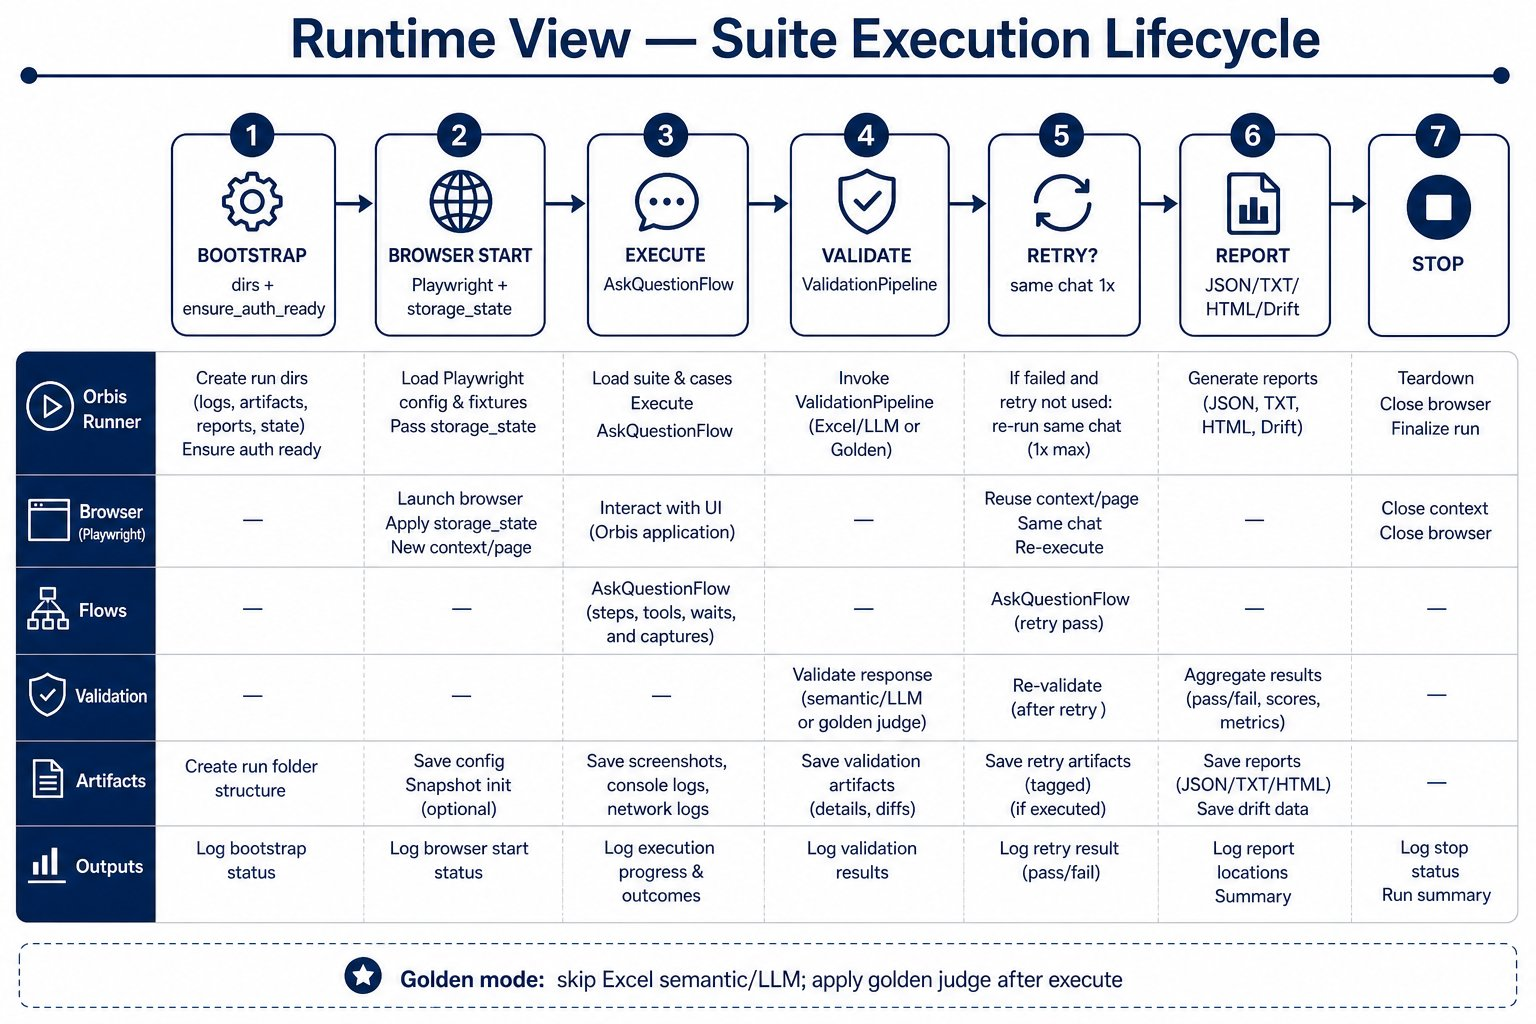 Runtime View — Suite Execution Lifecycle
1
BOOTSTRAP
dirs +
ensure_auth_ready
2
BROWSER START
Playwright +
storage_state
3
EXECUTE
AskQuestionFlow
4
VALIDATE
ValidationPipeline
5
RETRY?
same chat 1x
6
REPORT
JSON/TXT/
HTML/Drift
7
STOP
Orbis
Runner
Create run dirs
(logs, artifacts,
reports, state)
Ensure auth ready
Load Playwright
config & fixtures
Pass storage_state
Load suite & cases
Execute
AskQuestionFlow
Invoke
ValidationPipeline
(Excel/LLM or
Golden)
If failed and
retry not used:
re-run same chat
(1x max)
Generate reports
(JSON, TXT,
HTML, Drift)
Teardown
Close browser
Finalize run
Browser
(Playwright)
—
Launch browser
Apply storage_state
New context/page
Interact with UI
(Orbis application)
—
Reuse context/page
Same chat
Re-execute
—
Close context
Close browser
Flows
—
—
AskQuestionFlow
(steps, tools, waits,
and captures)
—
AskQuestionFlow
(retry pass)
—
—
Validation
—
—
—
Validate response
(semantic/LLM
or golden judge)
Re-validate
(after retry )
Aggregate results
(pass/fail, scores,
metrics)
—
Artifacts
Create run folder
structure
Save config
Snapshot init
(optional)
Save screenshots,
console logs,
network logs
Save validation
artifacts
(details, diffs)
Save retry artifacts
(tagged)
(if executed)
Save reports
(JSON/TXT/HTML)
Save drift data
—
Outputs
Log bootstrap
status
Log browser start
status
Log execution
progress &
outcomes
Log validation
results
Log retry result
(pass/fail)
Log report
locations
Summary
Log stop
status
Run summary
Golden mode: skip Excel semantic/LLM; apply golden judge after execute